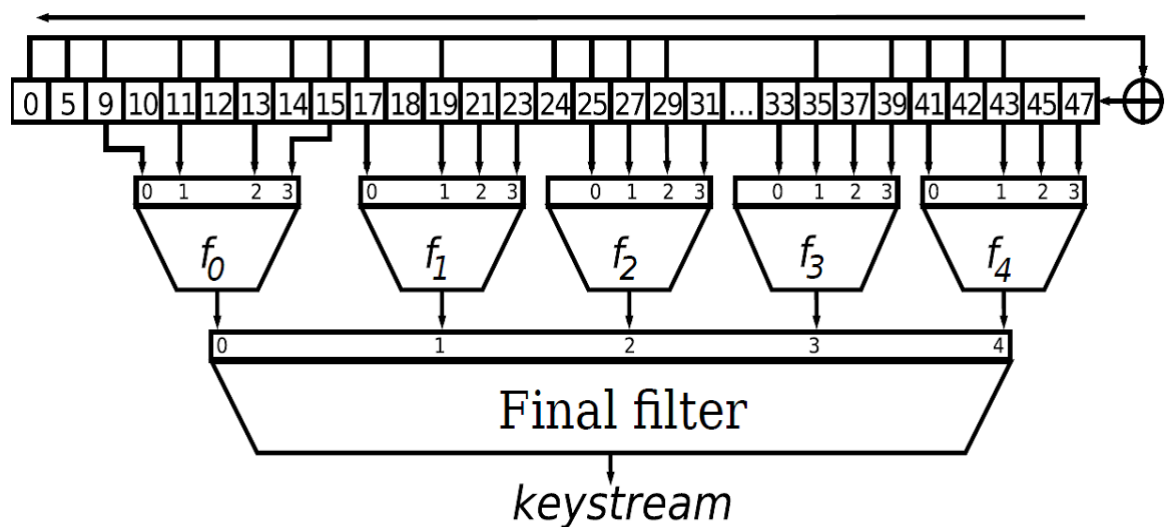 0 5 9 10 11 12 13 14 15 17 18 19 21 23 24 25 27 29 31 ... 33 35 37 39 41 42 43 45 47
0 1 2 3 0 1 2 3 0 1 2 3 0 1 2 3 0 1 2 3
f0 f1 f2 f3 f4
0 1 2 3 4
Final filter
keystream